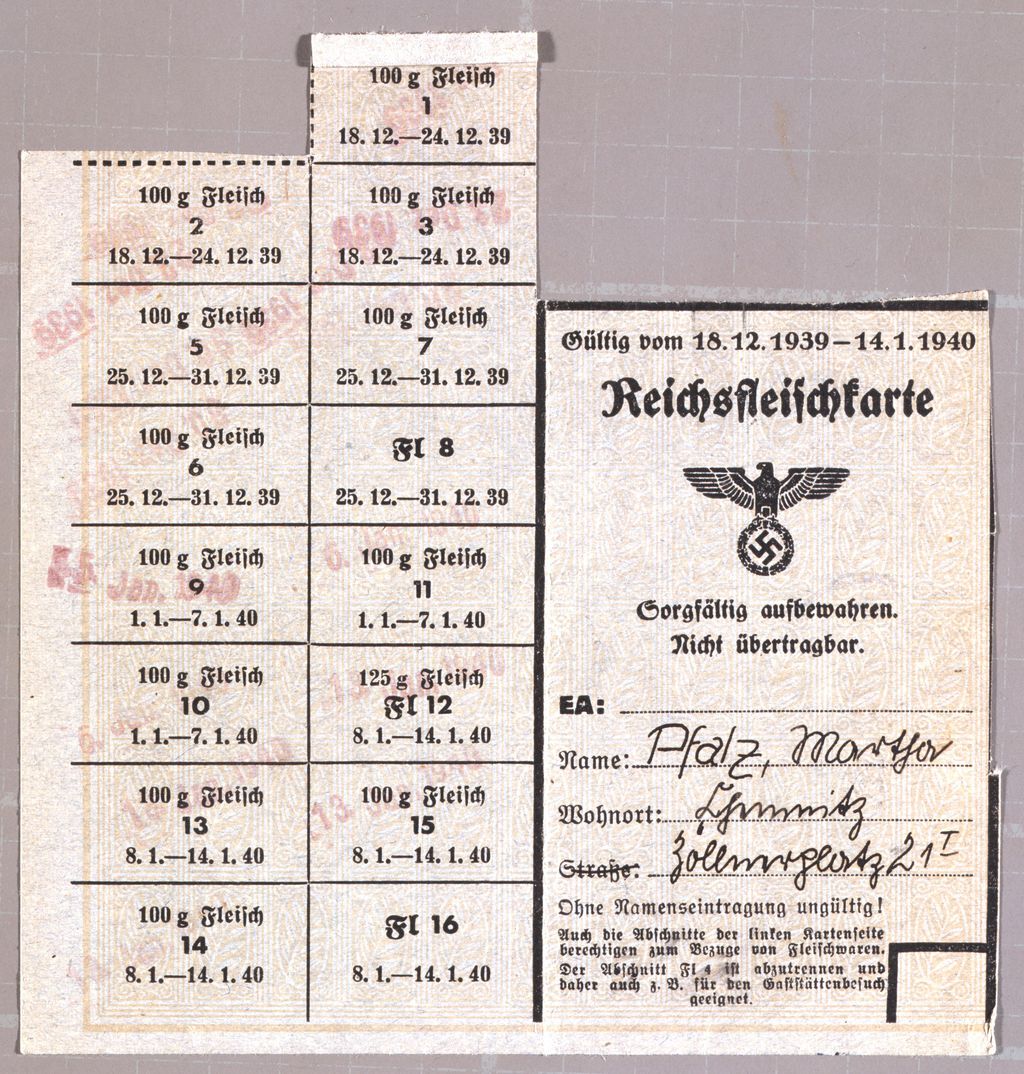 100 g Fleisch
1
18. 12.—24. 12. 39
100 g Fleisch
2
18. 12.—24. 12. 39
100 g Fleisch
3
18. 12.—24. 12. 39
100 g Fleisch
5
25. 12.—31. 12. 39
100 g Fleisch
7
25. 12.—31. 12. 39
100 g Fleisch
6
25. 12.—31. 12. 39
Fl 8
25. 12.—31. 12. 39
100 g Fleisch
9
1. 1.—7. 1. 40
100 g Fleisch
11
1. 1.—7. 1. 40
100 g Fleisch
10
1. 1.—7. 1. 40
125 g Fleisch
Fl 12
8. 1.—14. 1. 40
100 g Fleisch
13
8. 1.—14. 1. 40
100 g Fleisch
15
8. 1.—14. 1. 40
100 g Fleisch
14
8. 1.—14. 1. 40
Fl 16
8. 1.—14. 1. 40
Gültig vom 18. 12. 1939 – 14. 1. 1940
Reichsfleischkarte
Sorgfältig aufbewahren.
Nicht übertragbar.
EA:
Name: Pfalz, Martha
Wohnort: Chemnitz
Straße: Zöllnerplatz 21 I
Ohne Namenseintragung ungültig!
Auch die Abschnitte der linken Kartenseite
berechtigen zum Bezuge von Fleischwaren.
Der Abschnitt Fl 4 ist abzutrennen und
daher auch z. B. für den Gaststättenbesuch
geeignet.